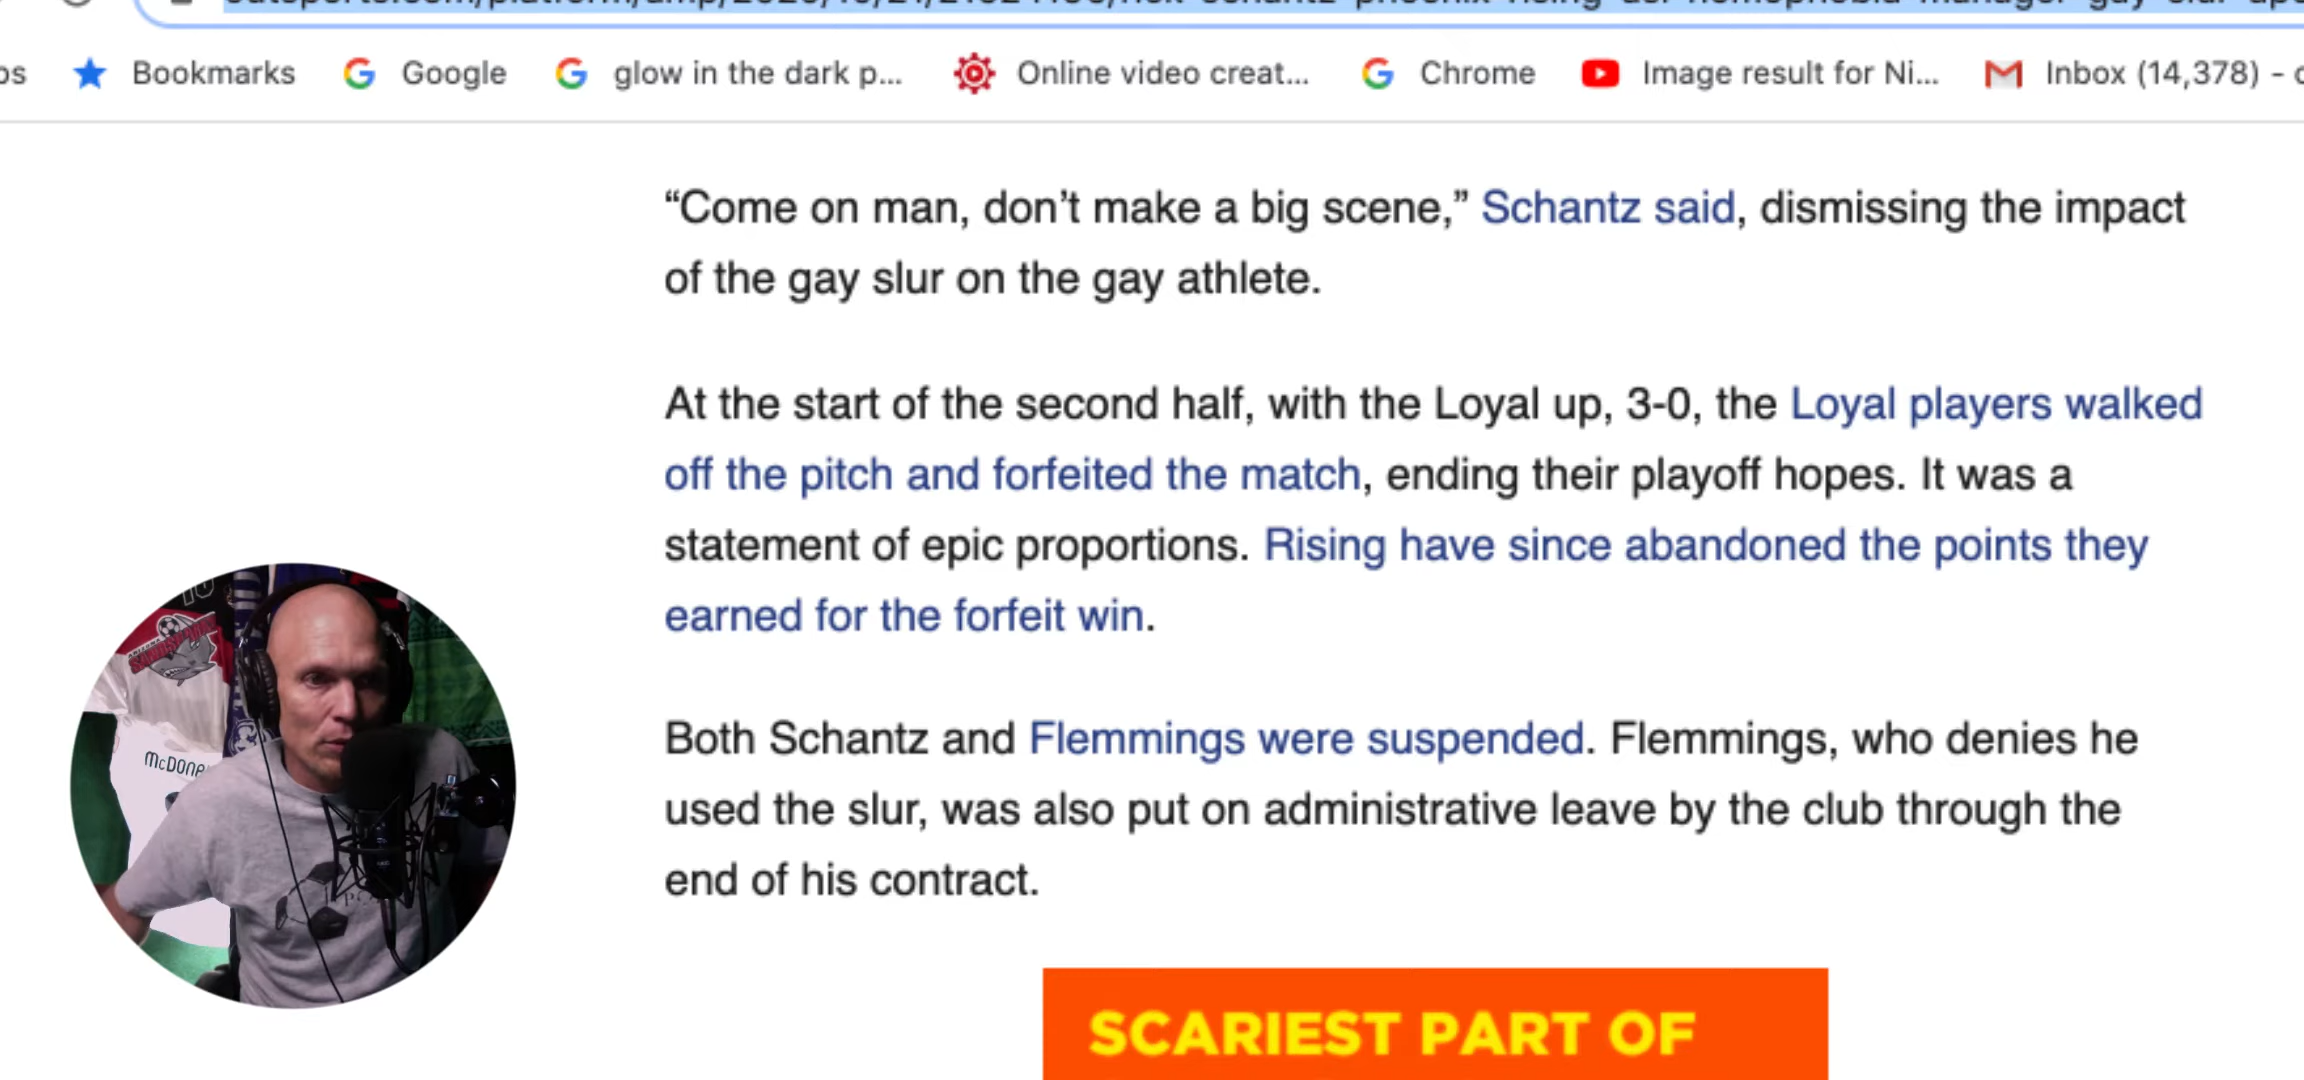 Bookmarks Google glow in the dark p... Online video creat... Chrome Image result for Ni... Inbox (14,378) -
“Come on man, don’t make a big scene,” Schantz said, dismissing the impact
of the gay slur on the gay athlete.
At the start of the second half, with the Loyal up, 3-0, the Loyal players walked
off the pitch and forfeited the match, ending their playoff hopes. It was a
statement of epic proportions. Rising have since abandoned the points they
earned for the forfeit win.
Both Schantz and Flemmings were suspended. Flemmings, who denies he
used the slur, was also put on administrative leave by the club through the
end of his contract.
SCARIEST PART OF